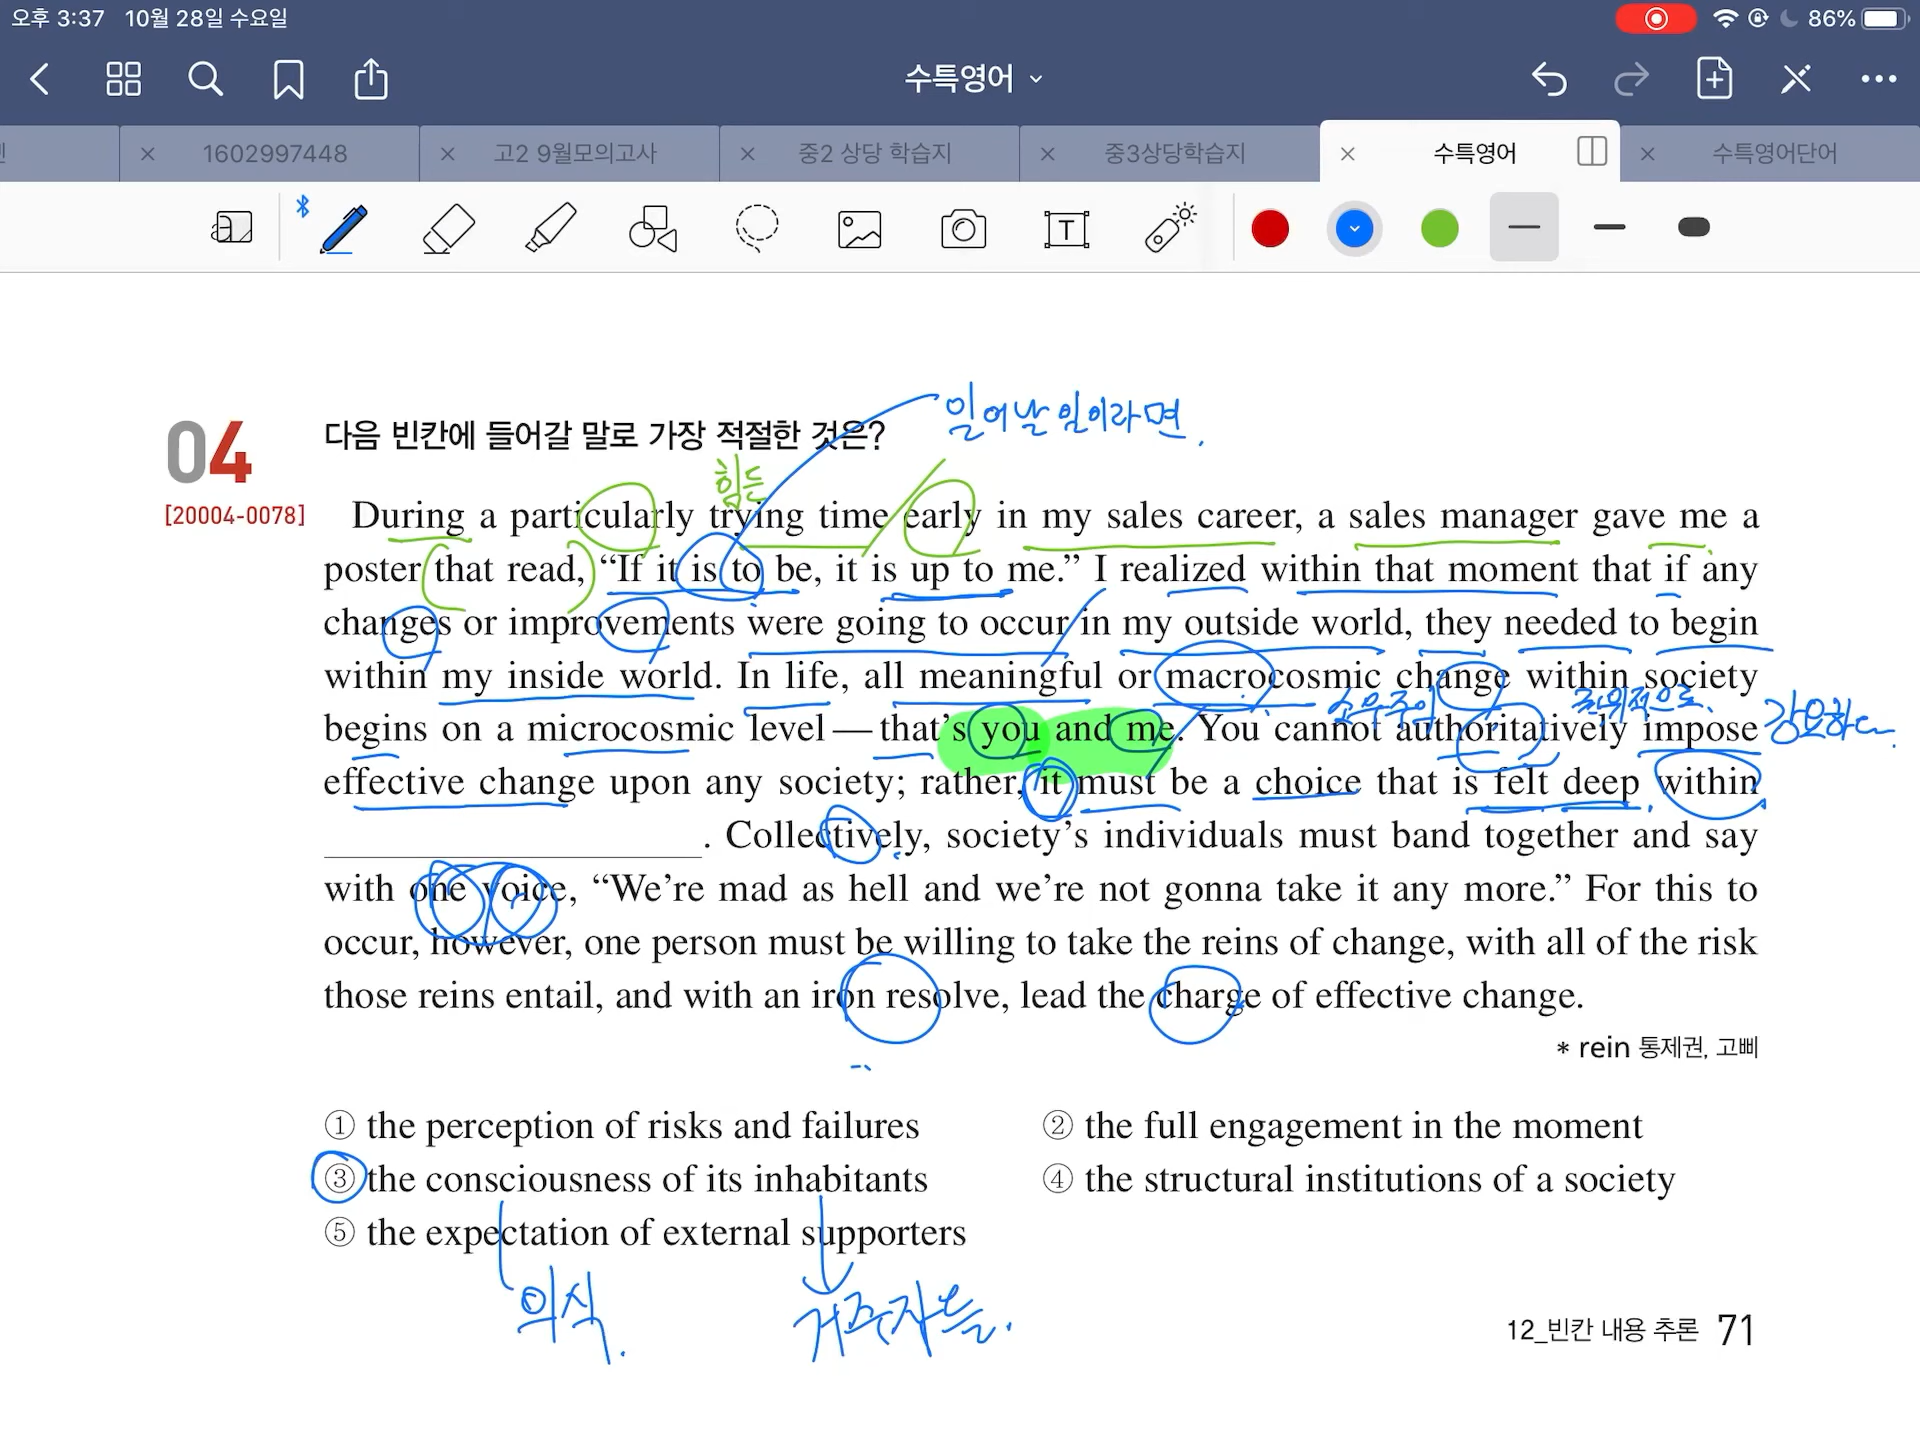 오후 3:37 10월 28일 수요일
86%
수특영어
1602997448
고2 9월모의고사
중2 상당 학습지
중3상당학습지
수특영어
수특영어단어
일어날 일이라면.
04 다음 빈칸에 들어갈 말로 가장 적절한 것은?
힘든
[20004-0078] During a particularly trying time early in my sales career, a sales manager gave me a
poster that read, “If it is to be, it is up to me.” I realized within that moment that if any
changes or improvements were going to occur in my outside world, they needed to begin
within my inside world. In life, all meaningful or macrocosmic change within society
소우주인 권위적으로. 강요하다.
begins on a microcosmic level — that’s you and me. You cannot authoritatively impose
effective change upon any society; rather, it must be a choice that is felt deep within
. Collectively, society’s individuals must band together and say
with one voice, “We’re mad as hell and we’re not gonna take it any more.” For this to
occur, however, one person must be willing to take the reins of change, with all of the risk
those reins entail, and with an iron resolve, lead the charge of effective change.
* rein 통제권, 고삐
① the perception of risks and failures ② the full engagement in the moment
③ the consciousness of its inhabitants ④ the structural institutions of a society
⑤ the expectation of external supporters
의식. 거주자들.
12_빈칸 내용 추론 71